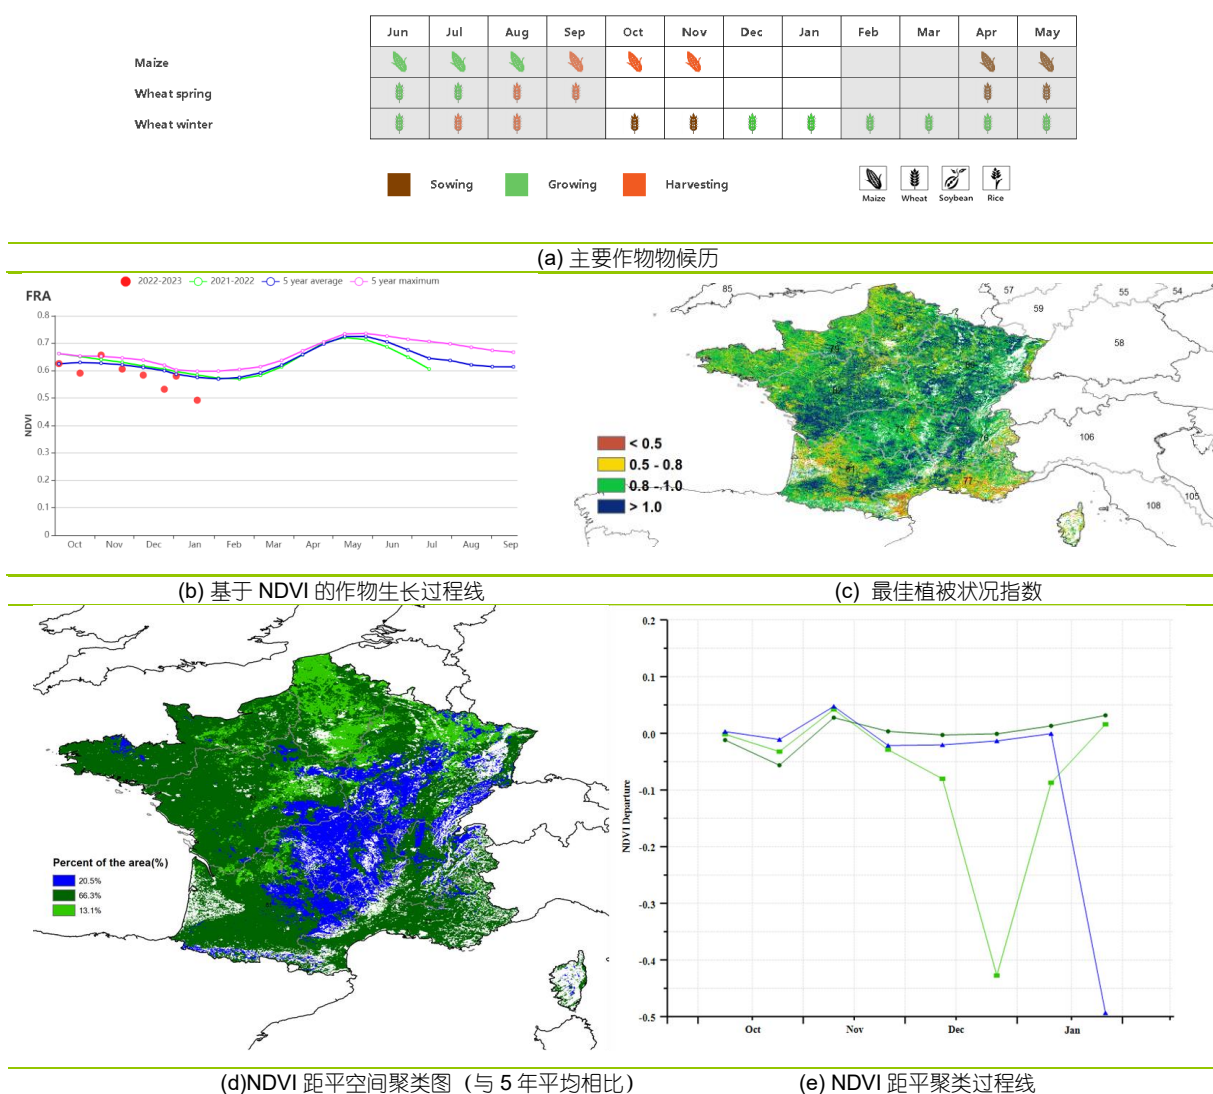 Jun Jul Aug Sep Oct Nov Dec Jan Feb Mar Apr May
Maize
Wheat spring
Wheat winter
Sowing Growing Harvesting
Maize Wheat Soybean Rice
(a) 主要作物物候历
2022-2023 2021-2022 5 year average 5 year maximum
FRA
NDVI
0.8
0.7
0.6
0.5
0.4
0.3
0.2
0.1
0
Oct Nov Dec Jan Feb Mar Apr May Jun Jul Aug Sep
85
57
55
54
59
58
78
106
105
108
77
< 0.5
0.5 - 0.8
0.8 - 1.0
> 1.0
(b) 基于 NDVI 的作物生长过程线
(c) 最佳植被状况指数
Percent of the area(%)
20.5%
66.3%
13.1%
NDVI Departure
0.2
0.1
0.0
-0.1
-0.2
-0.3
-0.4
-0.5
Oct Nov Dec Jan
(d)NDVI 距平空间聚类图（与 5 年平均相比）
(e) NDVI 距平聚类过程线